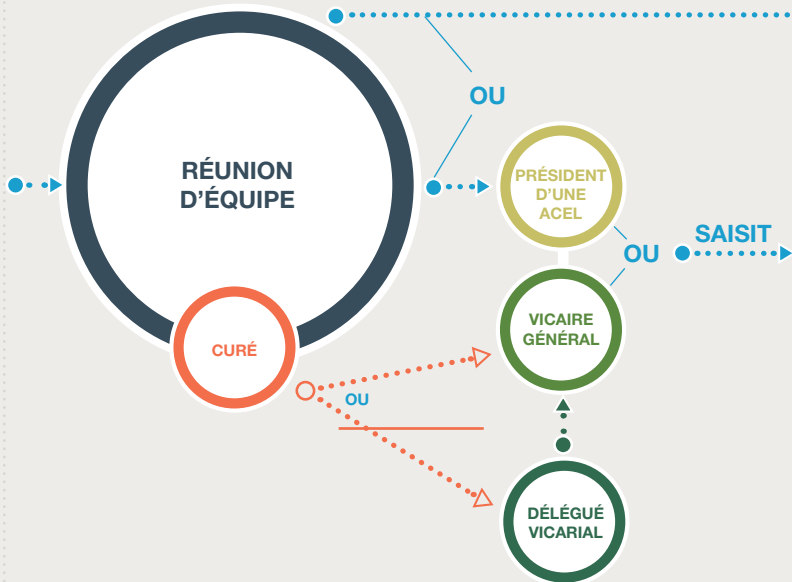 OU
RÉUNION
D'ÉQUIPE
PRÉSIDENT
D'UNE
ACEL
SAISIT
OU
VICAIRE
GÉNÉRAL
CURÉ
OU
DÉLÉGUÉ
VICARIAL